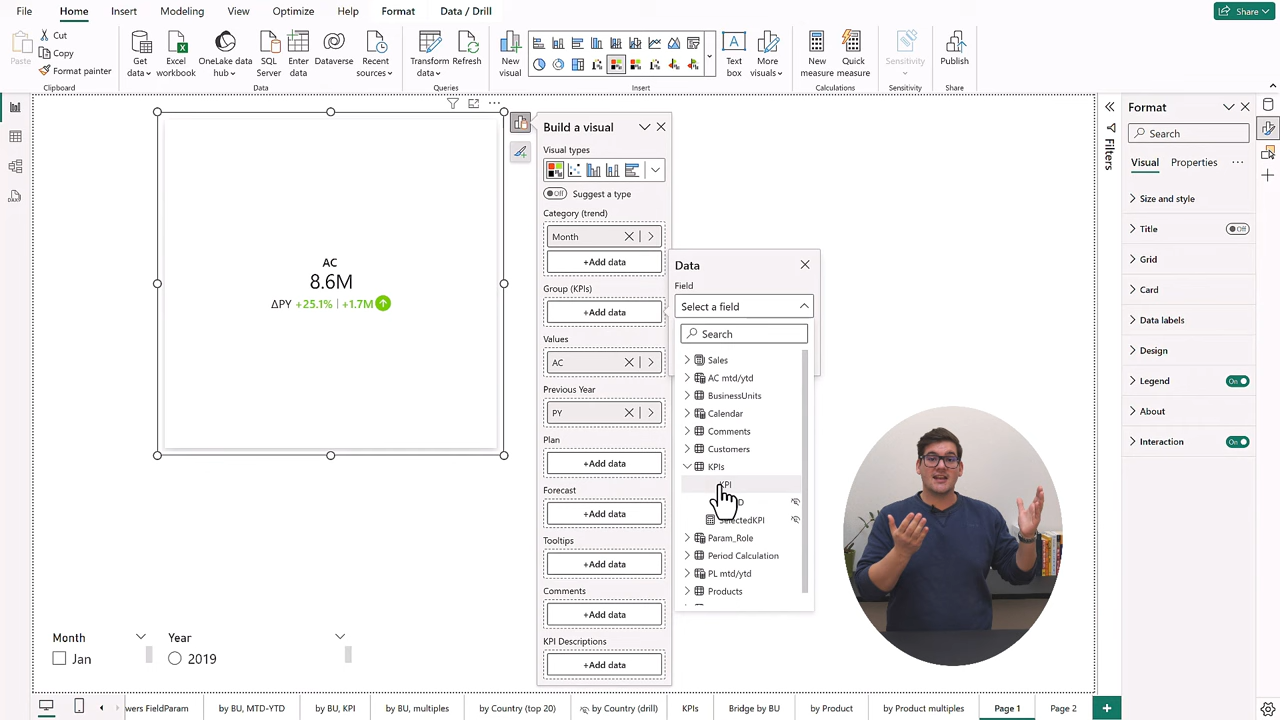 File Home Insert Modeling View Optimize Help Format Data / Drill Share
Paste
Cut
Copy
Format painter
Clipboard
Get data
Excel workbook
OneLake data hub
SQL Server
Enter data
Dataverse
Recent sources
Data
Transform data
Refresh
Queries
New visual
Text box
More visuals
Insert
New measure
Quick measure
Calculations
Sensitivity
Sensitivity
Publish
Share
AC
8.6M
ΔPY +25.1% | +1.7M
Month
Jan
Year
2019
Build a visual
Visual types
Off Suggest a type
Category (trend)
Month
+Add data
Group (KPIs)
+Add data
Values
AC
Previous Year
PY
Plan
+Add data
Forecast
+Add data
Tooltips
+Add data
Comments
+Add data
KPI Descriptions
+Add data
Data
Field
Select a field
Search
Sales
AC mtd/ytd
BusinessUnits
Calendar
Comments
Customers
KPIs
KPI
SelectedKPI
Param_Role
Period Calculation
PL mtd/ytd
Products
Filters
Format
Search
Visual Properties
Size and style
Title Off
Grid
Card
Data labels
Design
Legend On
About
Interaction On
wers FieldParam by BU, MTD-YTD by BU, KPI by BU, multiples by Country (top 20) by Country (drill) KPIs Bridge by BU by Product by Product multiples Page 1 Page 2